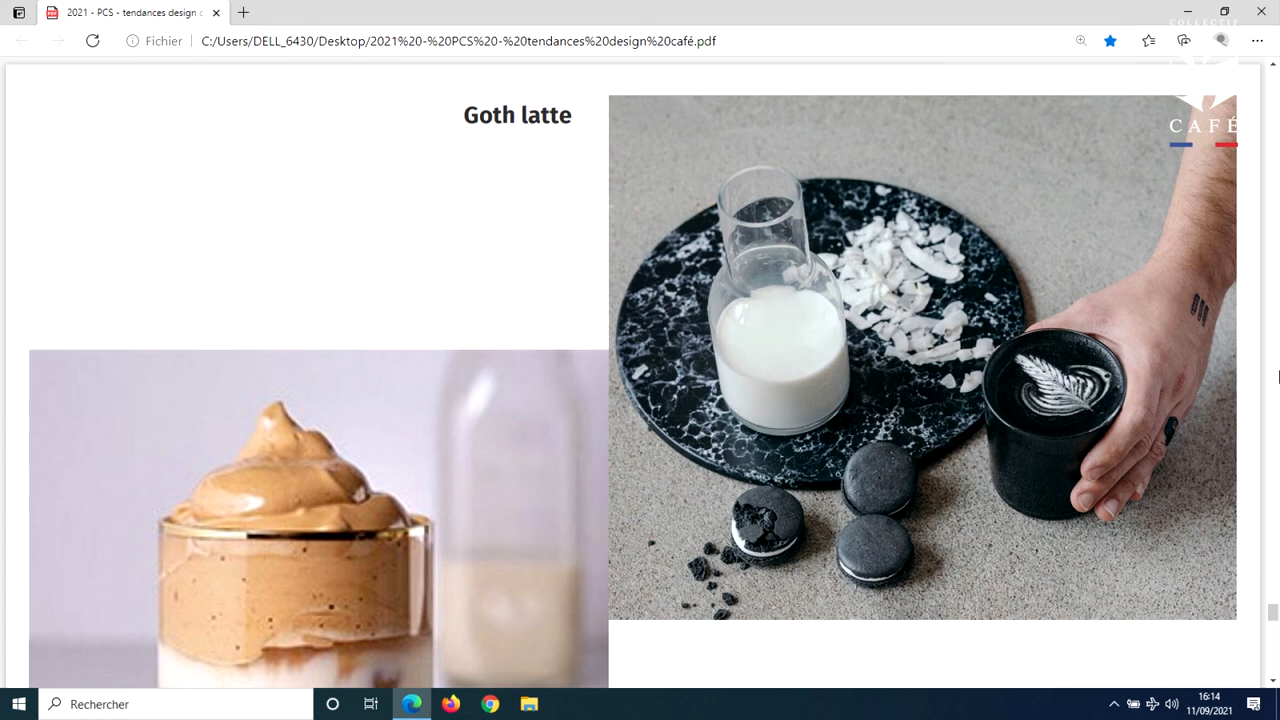 2021 - PCS - tendances design c
Fichier
C:/Users/DELL_6430/Desktop/2021%20-%20PCS%20-%20tendances%20design%20café.pdf
COLLECTIF
CAFÉ
Goth latte
Rechercher
16:14
11/09/2021